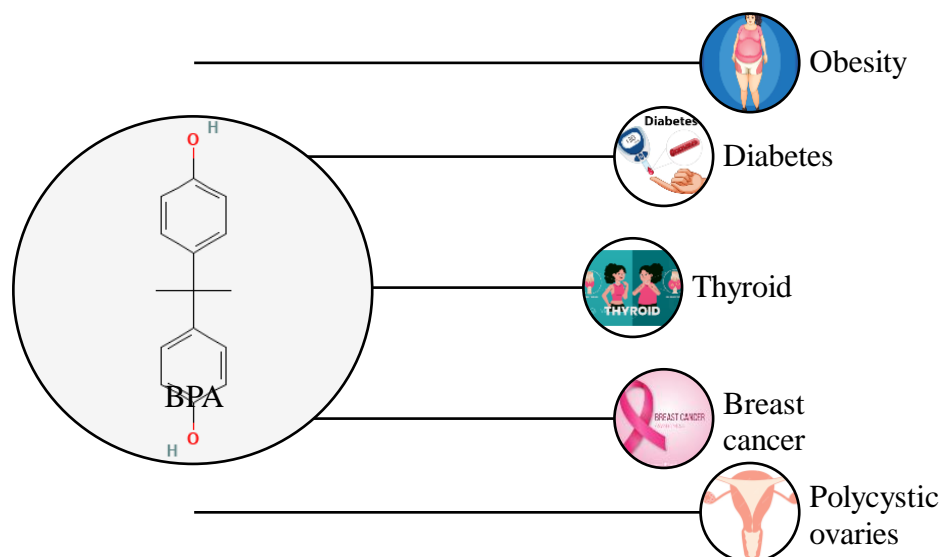 Obesity
Diabetes
Diabetes
Thyroid
THYROID
Breast
cancer
BREAST CANCER
Polycystic
ovaries
H
O
BPA
O
H